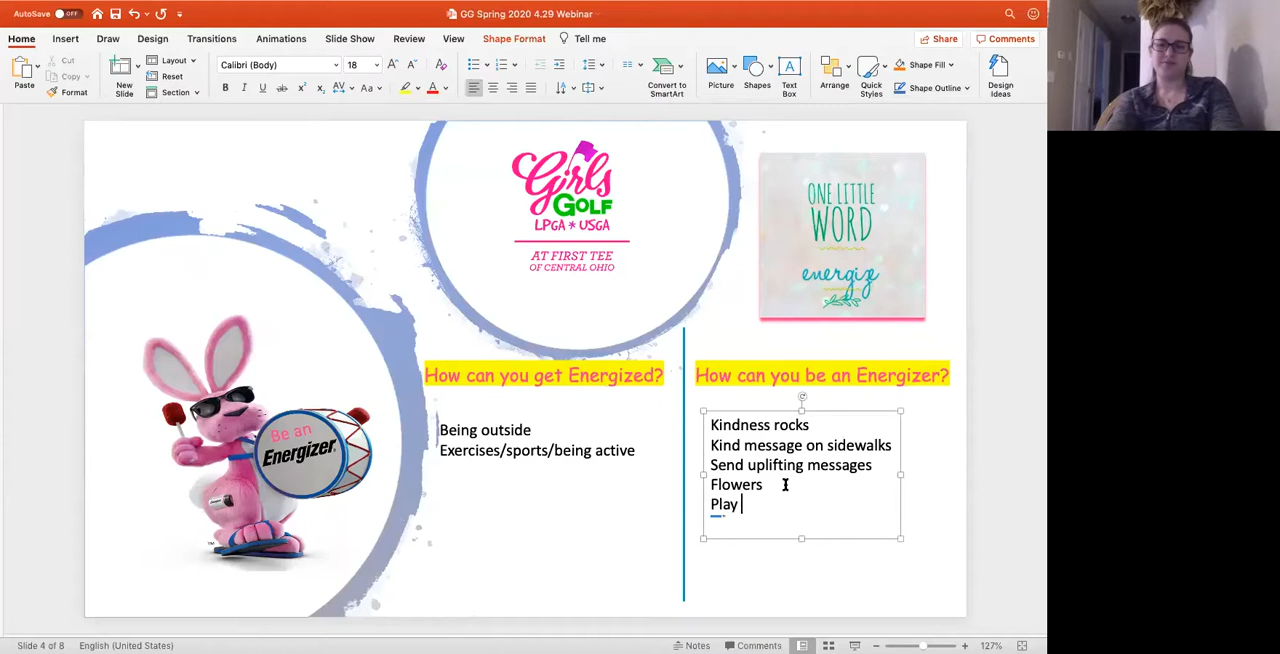 AutoSave OFF
GG Spring 2020 4.29 Webinar
Home Insert Draw Design Transitions Animations Slide Show Review View Shape Format Tell me
Share Comments
Paste
Cut
Copy
Format
New Slide
Layout
Reset
Section
Calibri (Body) 18
Convert to SmartArt
Picture
Shapes
Text Box
Arrange
Quick Styles
Shape Fill
Shape Outline
Design Ideas
Girls
GOLF
LPGA * USGA
AT FIRST TEE
OF CENTRAL OHIO
ONE LITTLE
WORD
energize
Be an
Energizer
How can you get Energized?
Being outside
Exercises/sports/being active
How can you be an Energizer?
Kindness rocks
Kind message on sidewalks
Send uplifting messages
Flowers
Play
Slide 4 of 8 English (United States)
Notes Comments 127%